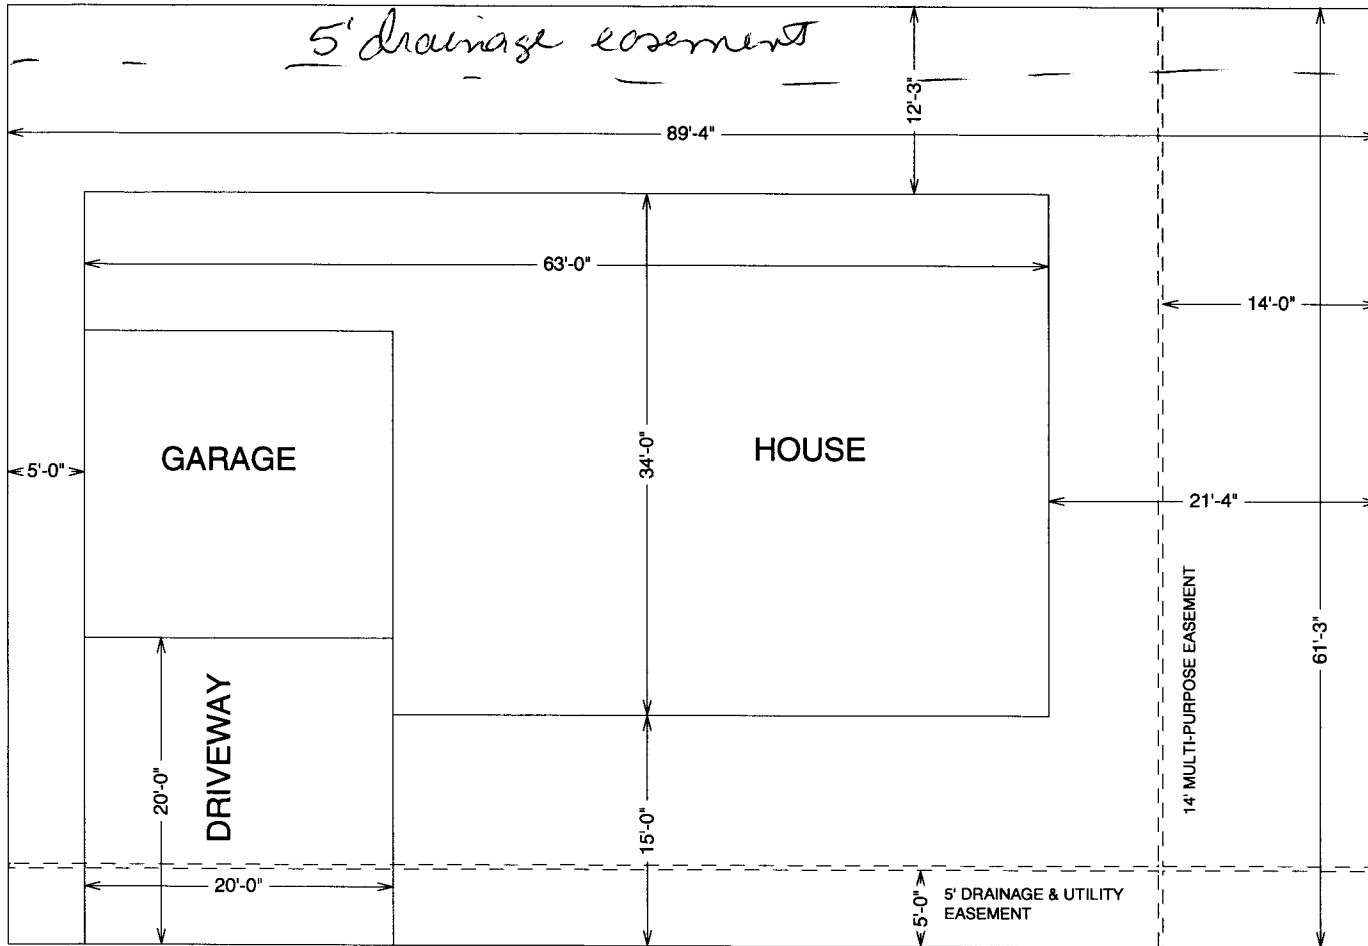 5' drainage easement
12'-3"
89'-4"
63'-0"
14'-0"
GARAGE
HOUSE
5'-0"
34'-0"
21'-4"
14' MULTI-PURPOSE EASEMENT
61'-3"
DRIVEWAY
20'-0"
15'-0"
20'-0"
5'-0"
5' DRAINAGE & UTILITY
EASEMENT